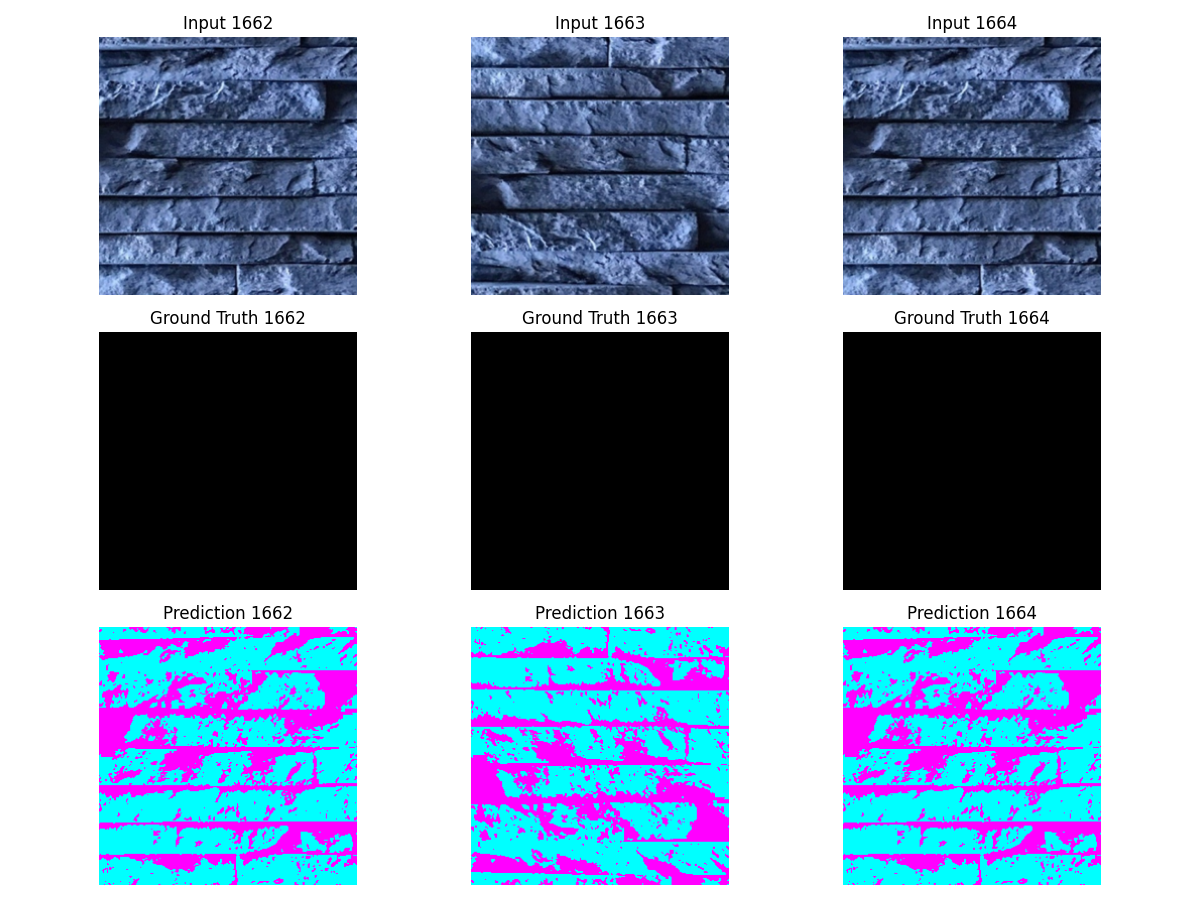 Input 1662
Input 1663
Input 1664
Ground Truth 1662
Ground Truth 1663
Ground Truth 1664
Prediction 1662
Prediction 1663
Prediction 1664